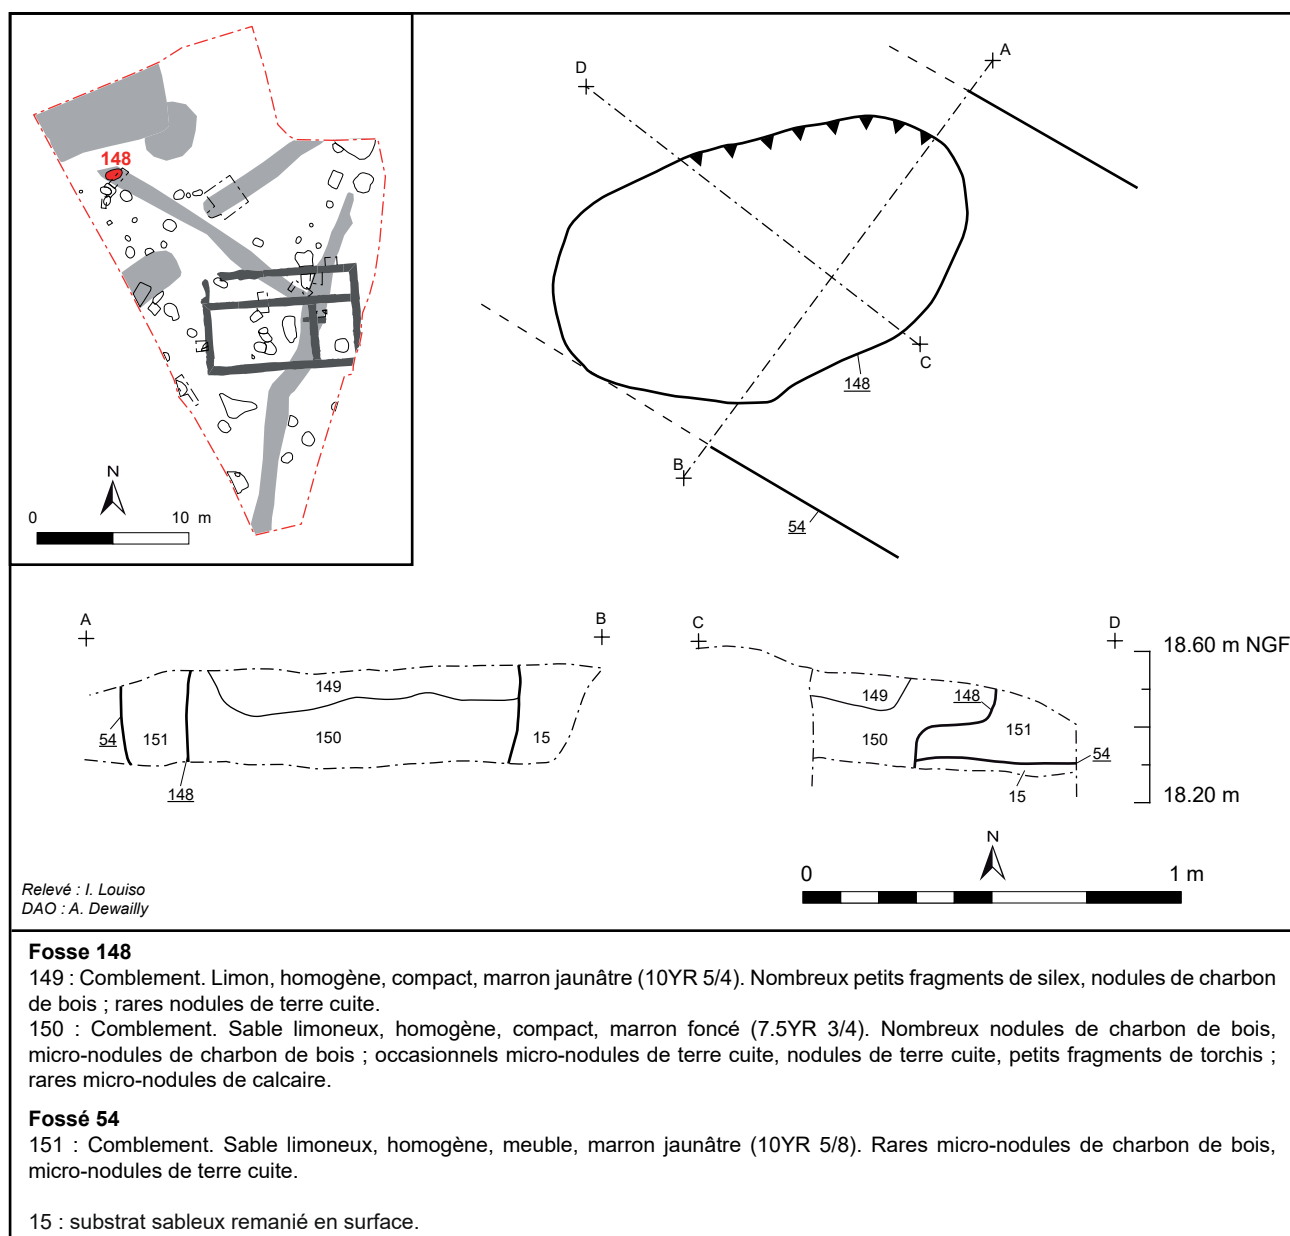 148
N
0 10 m
A
D
C
148
B
54
A
B
C
D
18.60 m NGF
149
149
148
54
151
150
15
150
151
54
148
15
18.20 m
N
0 1 m
Relevé : I. Louiso
DAO : A. Dewailly
Fosse 148
149 : Comblement. Limon, homogène, compact, marron jaunâtre (10YR 5/4). Nombreux petits fragments de silex, nodules de charbon
de bois ; rares nodules de terre cuite.
150 : Comblement. Sable limoneux, homogène, compact, marron foncé (7.5YR 3/4). Nombreux nodules de charbon de bois,
micro-nodules de charbon de bois ; occasionnels micro-nodules de terre cuite, nodules de terre cuite, petits fragments de torchis ;
rares micro-nodules de calcaire.
Fossé 54
151 : Comblement. Sable limoneux, homogène, meuble, marron jaunâtre (10YR 5/8). Rares micro-nodules de charbon de bois,
micro-nodules de terre cuite.
15 : substrat sableux remanié en surface.